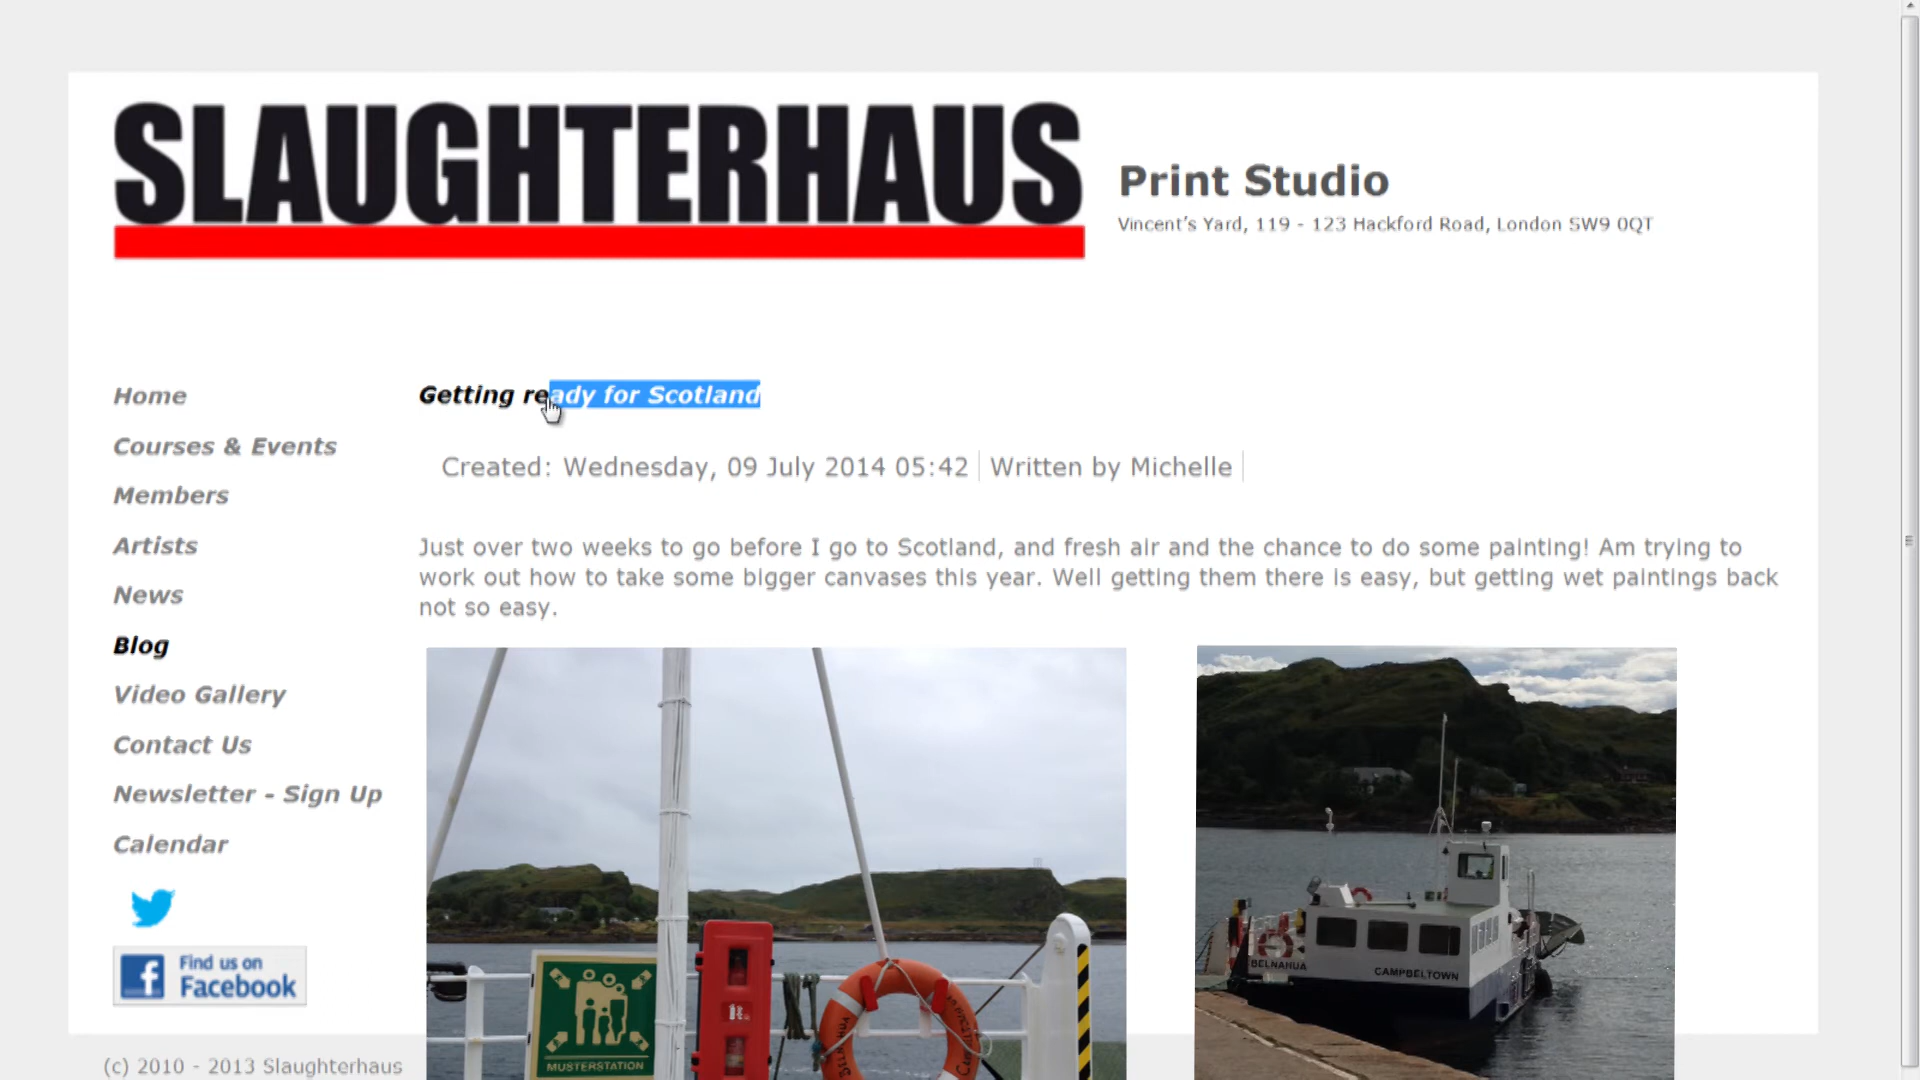 SLAUGHTERHAUS
Print Studio
Vincent's Yard, 119 - 123 Hackford Road, London SW9 0QT
Home
Courses & Events
Members
Artists
News
Blog
Video Gallery
Contact Us
Newsletter - Sign Up
Calendar
Find us on
Facebook
Getting ready for Scotland
Created: Wednesday, 09 July 2014 05:42
Written by Michelle
Just over two weeks to go before I go to Scotland, and fresh air and the chance to do some painting! Am trying to
work out how to take some bigger canvases this year. Well getting them there is easy, but getting wet paintings back
not so easy.
MUSTERSTATION
BELNAHUA
CAMPBELTOWN
(c) 2010 - 2013 Slaughterhaus